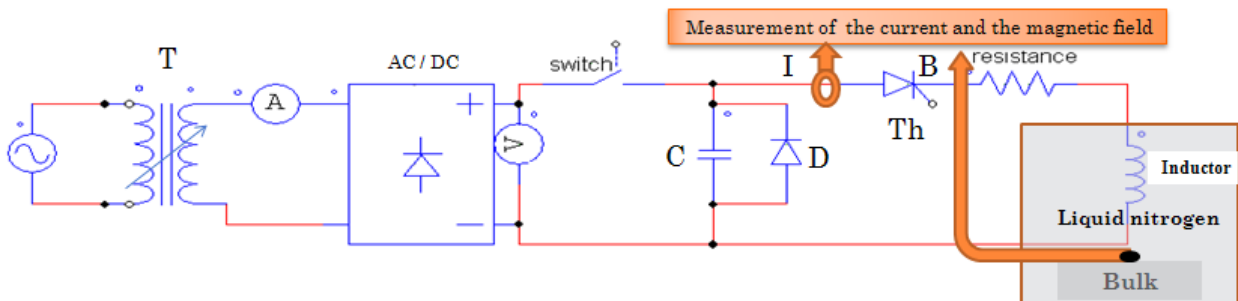 Measurement of the current and the magnetic field
T
AC / DC
switch
I
B
resistance
A
+
V
Th
C
D
Inductor
Liquid nitrogen
−
Bulk